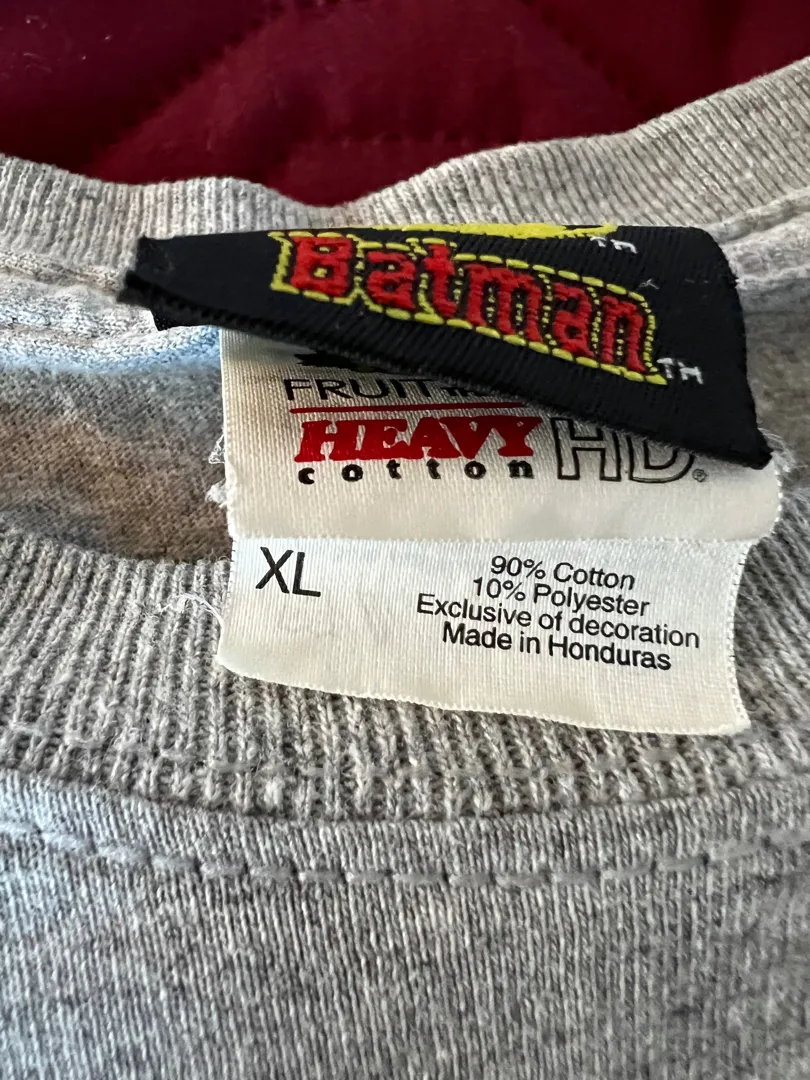 Batman TM
TM
FRUIT
HEAVY HD®
cotton
XL
90% Cotton
10% Polyester
Exclusive of decoration
Made in Honduras